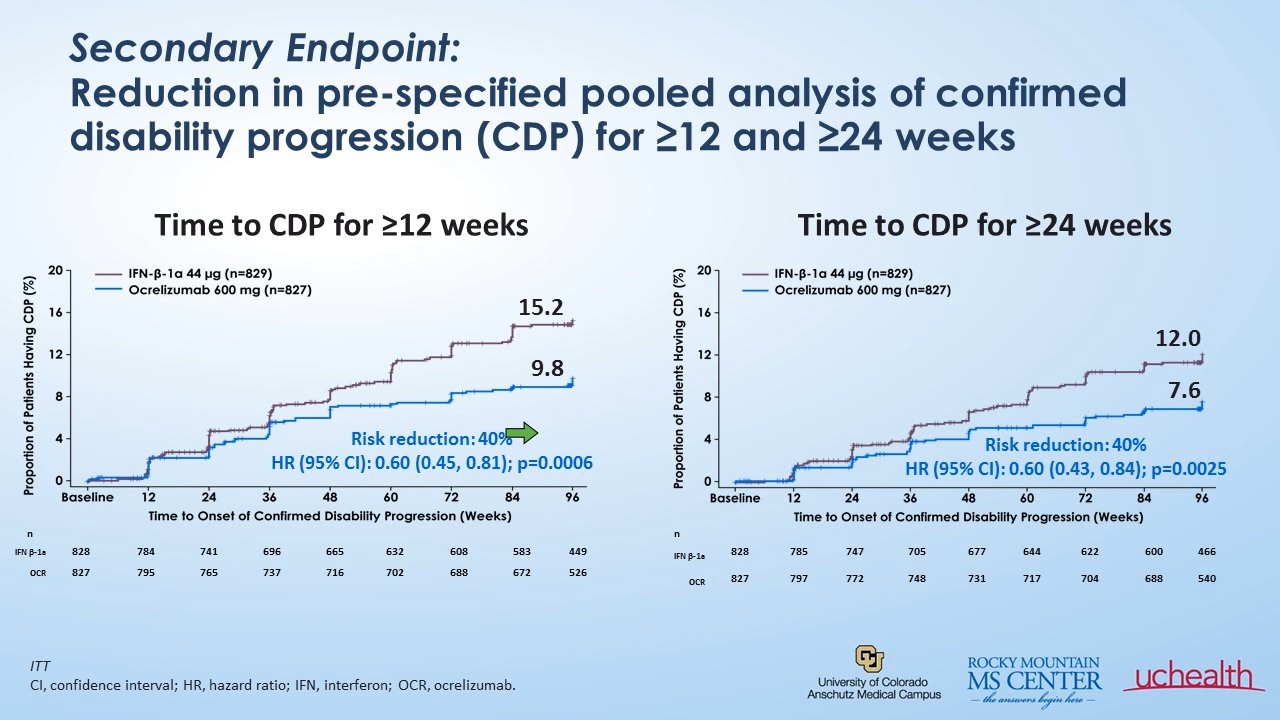 Secondary Endpoint:
Reduction in pre-specified pooled analysis of confirmed
disability progression (CDP) for ≥12 and ≥24 weeks
Time to CDP for ≥12 weeks
Proportion of Patients Having CDP (%)
20
16
12
8
4
0
IFN-β-1a 44 µg (n=829)
Ocrelizumab 600 mg (n=827)
15.2
9.8
Risk reduction: 40%
HR (95% CI): 0.60 (0.45, 0.81); p=0.0006
Baseline 12 24 36 48 60 72 84 96
Time to Onset of Confirmed Disability Progression (Weeks)
n
IFN β-1a 828 784 741 696 665 632 608 583 449
OCR 827 795 765 737 716 702 688 672 526
Time to CDP for ≥24 weeks
Proportion of Patients Having CDP (%)
20
16
12
8
4
0
IFN-β-1a 44 µg (n=829)
Ocrelizumab 600 mg (n=827)
12.0
7.6
Risk reduction: 40%
HR (95% CI): 0.60 (0.43, 0.84); p=0.0025
Baseline 12 24 36 48 60 72 84 96
Time to Onset of Confirmed Disability Progression (Weeks)
n
IFN β-1a 828 785 747 705 677 644 622 600 466
OCR 827 797 772 748 731 717 704 688 540
ITT
CI, confidence interval; HR, hazard ratio; IFN, interferon; OCR, ocrelizumab.
CU
University of Colorado
Anschutz Medical Campus
ROCKY MOUNTAIN
MS CENTER
the answers begin here
uchealth